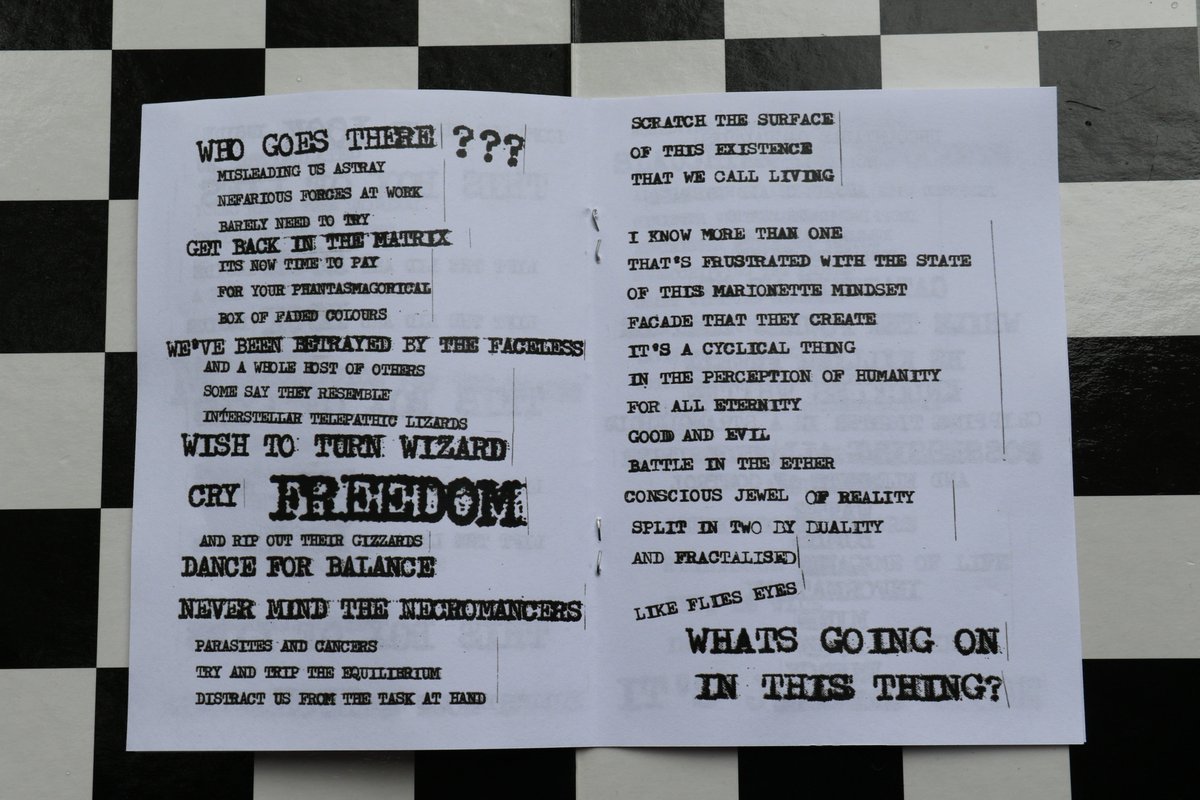 WHO GOES THERE ???
MISLEADING US ASTRAY
NEFARIOUS FORCES AT WORK
BARELY NEED TO TRY
GET BACK IN THE MATRIX
ITS NOW TIME TO PAY
FOR YOUR PHANTASMAGORICAL
BOX OF FADED COLOURS
WE'VE BEEN BETRAYED BY THE FACELESS
AND A WHOLE HOST OF OTHERS
SOME SAY THEY RESEMBLE
INTERSTELLAR TELEPATHIC LIZARDS
WISH TO TURN WIZARD
CRY FREEDOM
AND RIP OUT THEIR GIZZARDS
DANCE FOR BALANCE
NEVER MIND THE NECROMANCERS
PARASITES AND CANCERS
TRY AND TRIP THE EQUILIBRIUM
DISTRACT US FROM THE TASK AT HAND
SCRATCH THE SURFACE
OF THIS EXISTENCE
THAT WE CALL LIVING
I KNOW MORE THAN ONE
THAT'S FRUSTRATED WITH THE STATE
OF THIS MARIONETTE MINDSET
FACADE THAT THEY CREATE
IT'S A CYCLICAL THING
IN THE PERCEPTION OF HUMANITY
FOR ALL ETERNITY
GOOD AND EVIL
BATTLE IN THE ETHER
CONSCIOUS JEWEL OF REALITY
SPLIT IN TWO BY DUALITY
AND FRACTALISED
LIKE FLIES EYES
WHATS GOING ON
IN THIS THING?